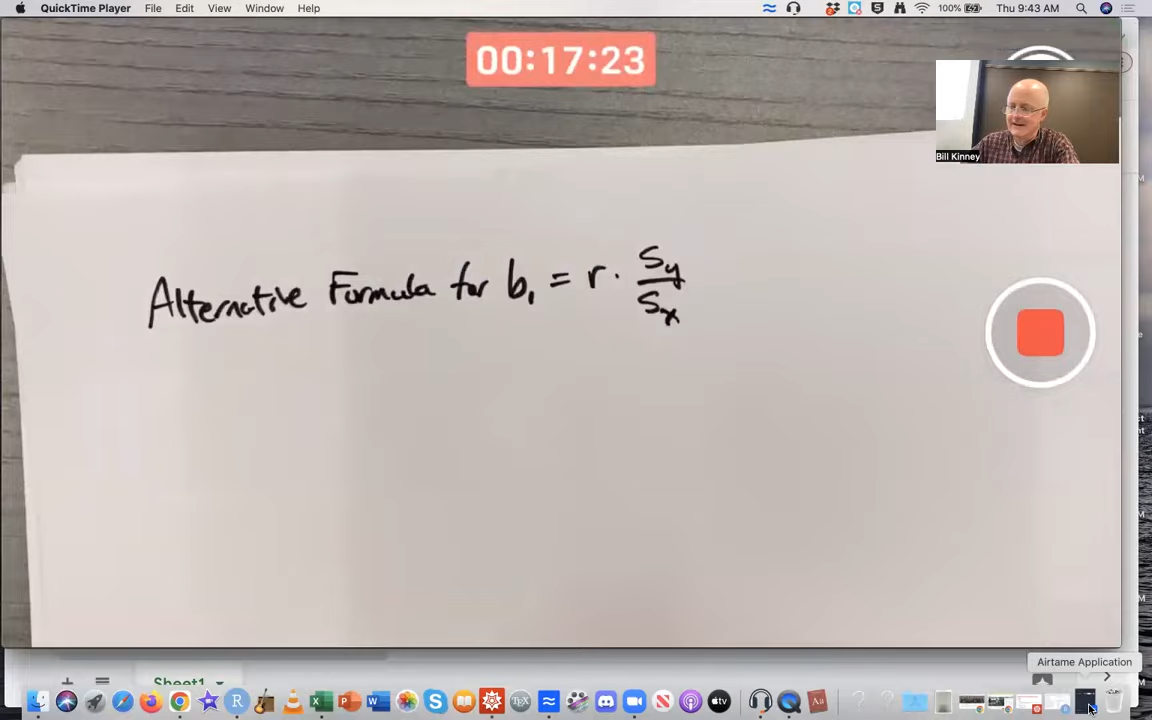 QuickTime Player File Edit View Window Help 100% Thu 9:43 AM
00:17:23
Bill Kinney
Alternative Formula for b₁ = r · Sy/Sx
Airtame Application
Sheet1